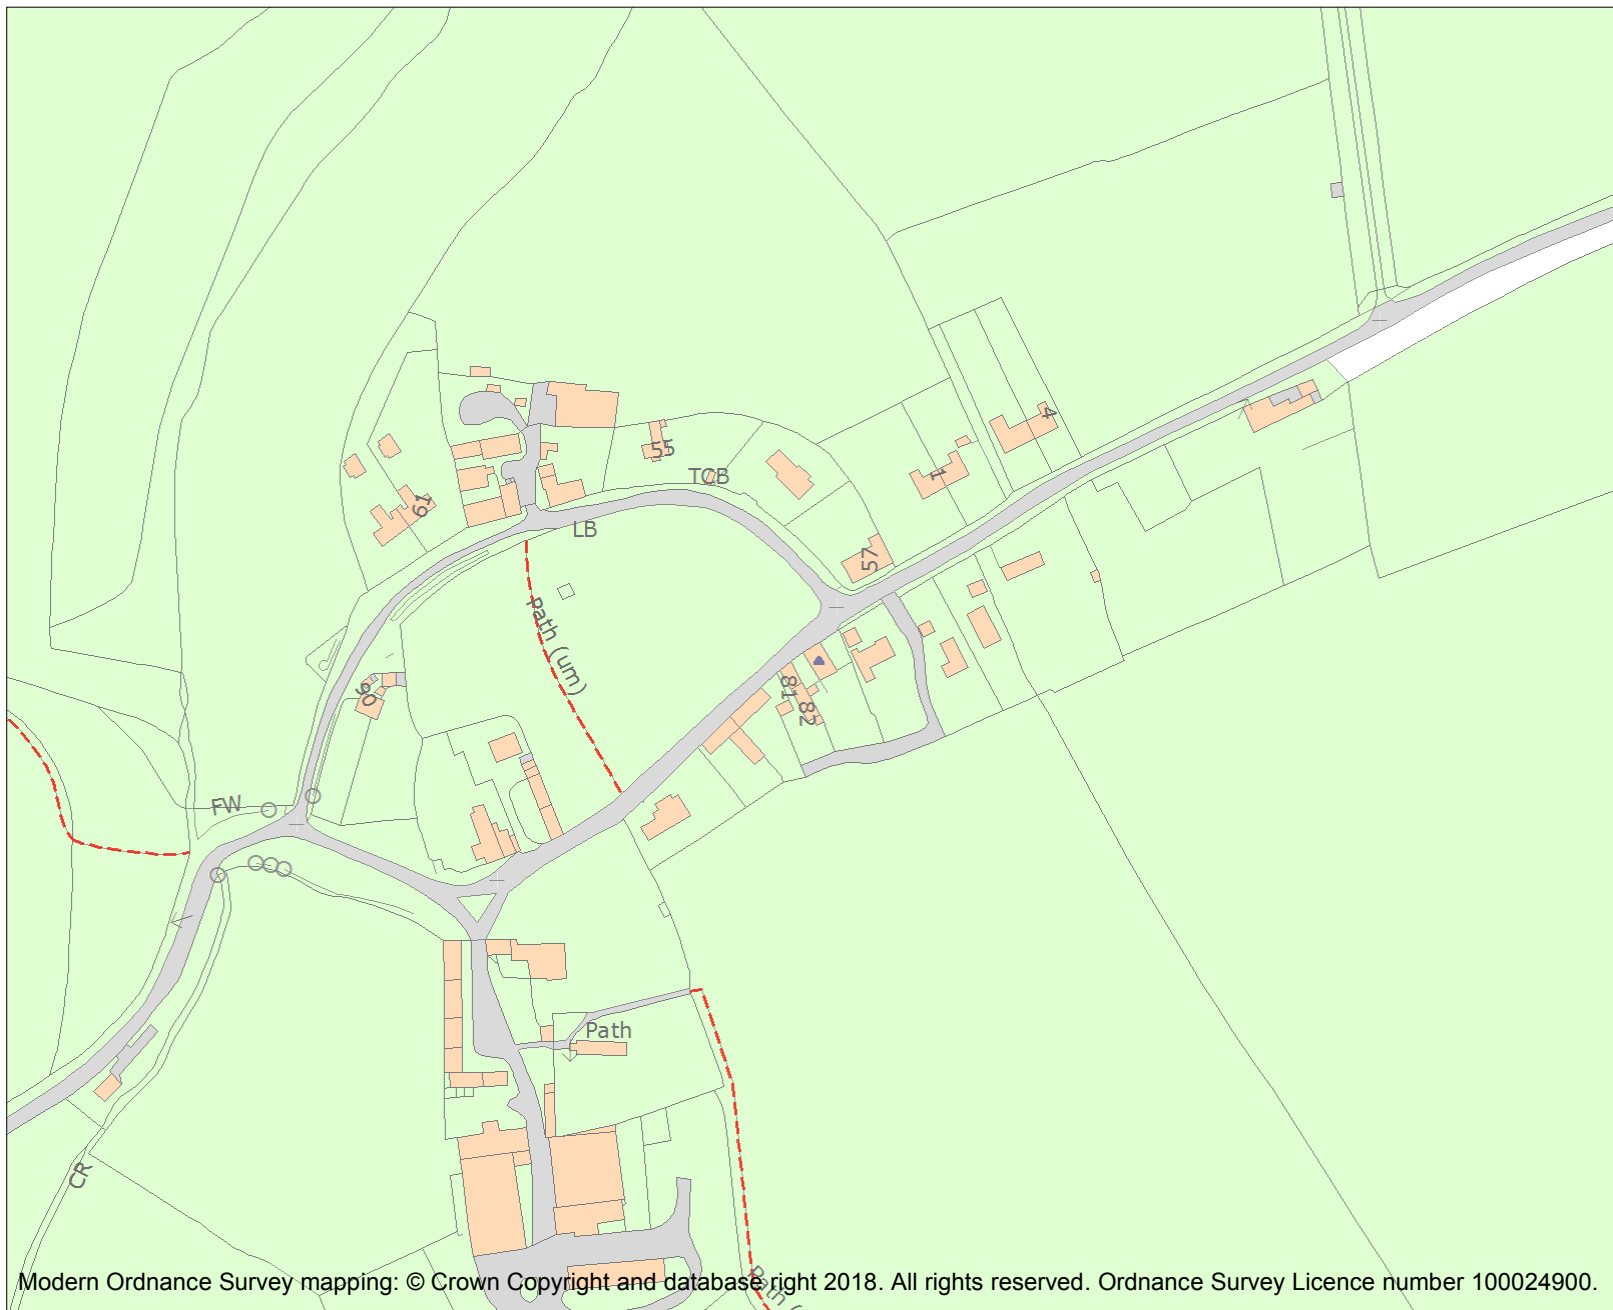 4
55
1
TCB
61
LB
57
Path (um)
90
81
82
FW
Path
CR
Path (
Modern Ordnance Survey mapping: © Crown Copyright and database right 2018. All rights reserved. Ordnance Survey Licence number 100024900.